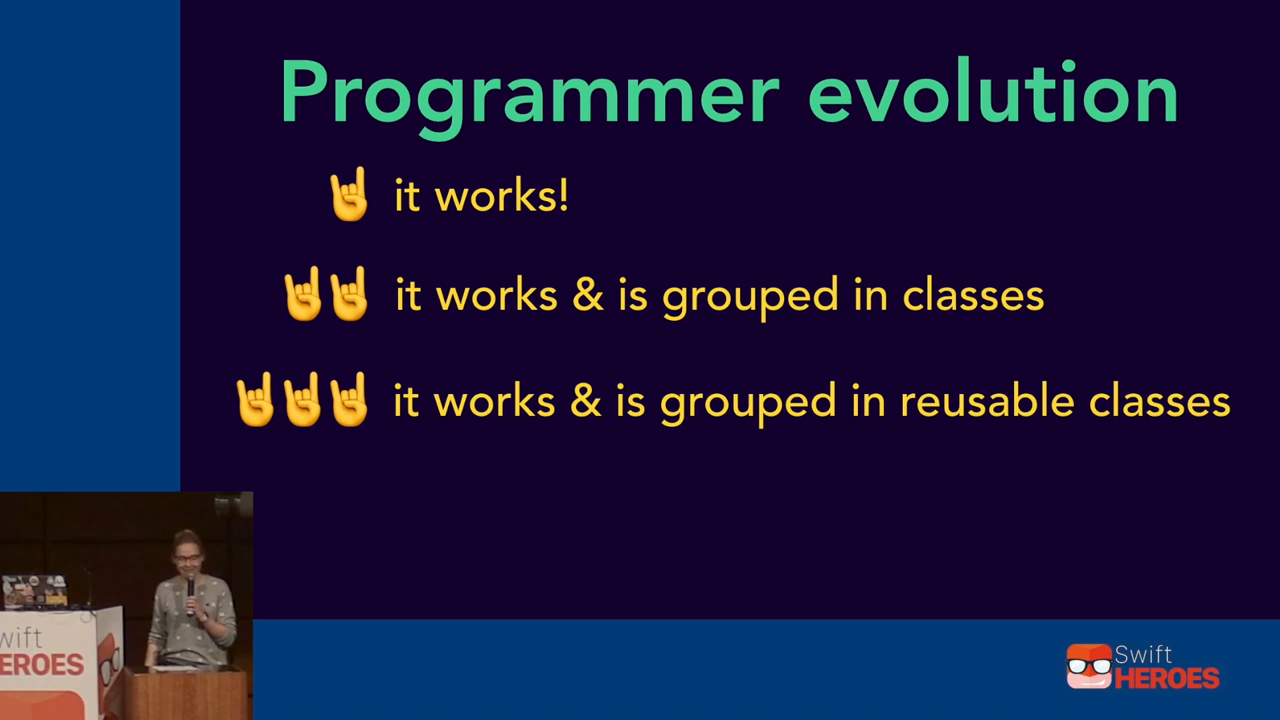 Programmer evolution
🤘 it works!
🤘🤘 it works & is grouped in classes
🤘🤘🤘 it works & is grouped in reusable classes
wift
EROES
Swift
HEROES